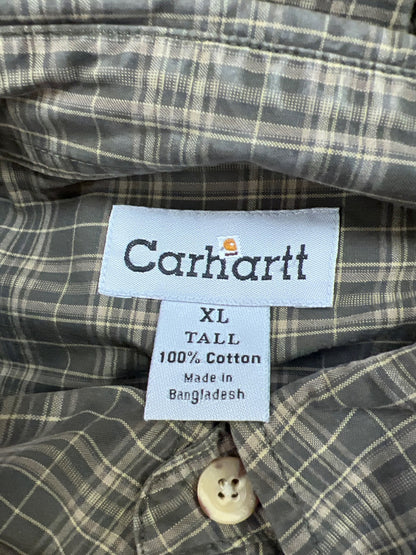 Carhartt
XL
TALL
100% Cotton
Made in
Bangladesh